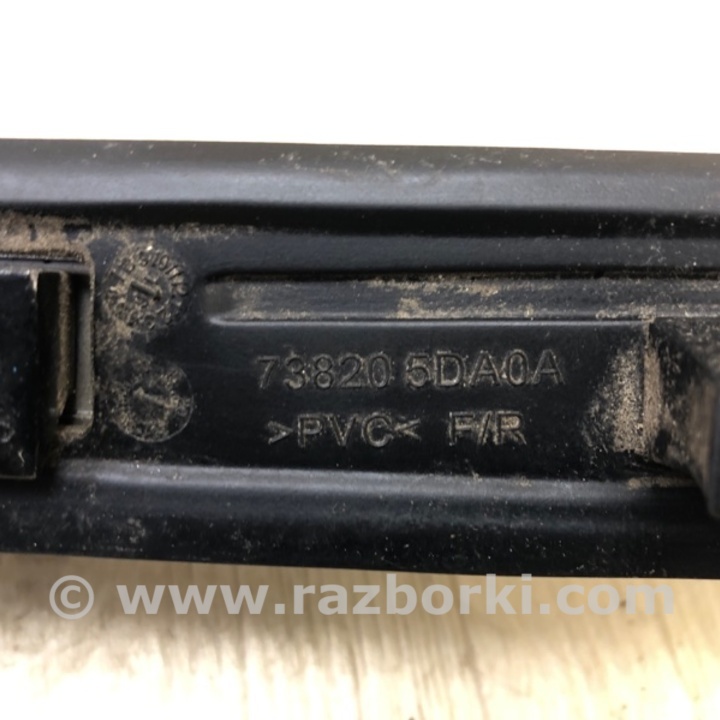 73820 5DA0A
>PVC< F/R
© www.razborki.com